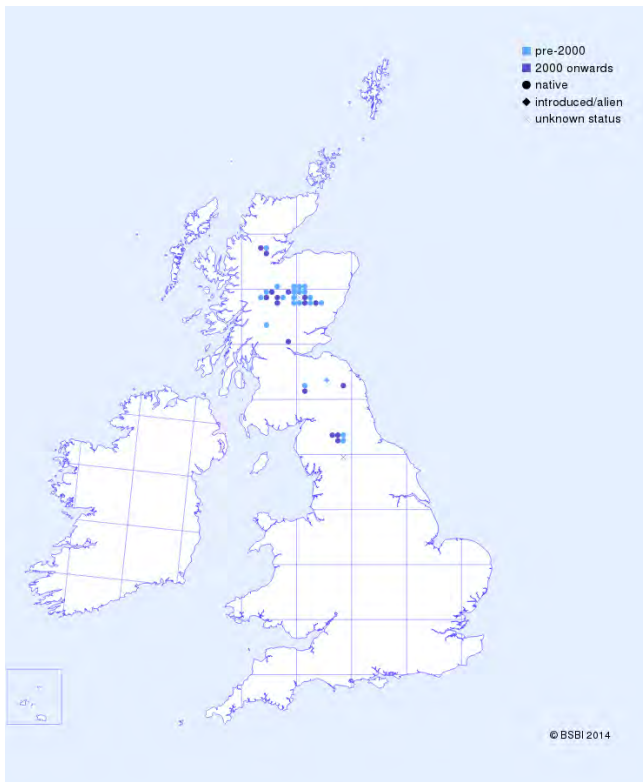 pre-2000
2000 onwards
native
introduced/alien
unknown status
© BSBI 2014